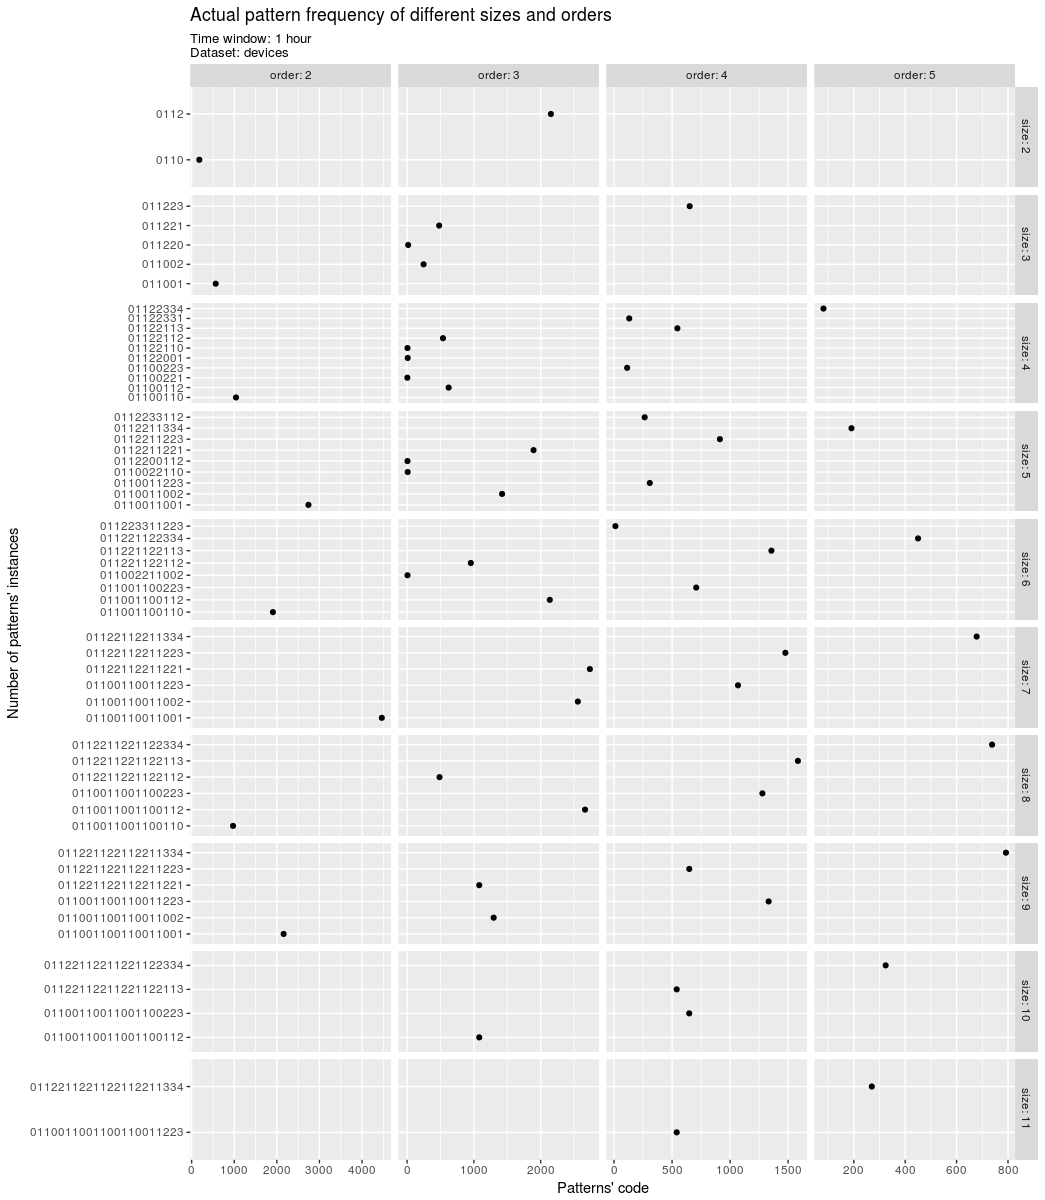 Actual pattern frequency of different sizes and orders
Time window: 1 hour
Dataset: devices
order: 2
order: 3
order: 4
order: 5
0112
0110
size: 2
011223
011221
011220
011002
011001
size: 3
01122334
01122331
01122113
01122112
01122110
01122001
01100223
01100221
01100112
01100110
size: 4
0112233112
0112211334
0112211223
0112211221
0112200112
0110022110
0110011223
0110011002
0110011001
size: 5
011223311223
011221122334
011221122113
011221122112
011002211002
011001100223
011001100112
011001100110
size: 6
01122112211334
01122112211223
01122112211221
01100110011223
01100110011002
01100110011001
size: 7
0112211221122334
0112211221122113
0112211221122112
0110011001100223
0110011001100112
0110011001100110
size: 8
011221122112211334
011221122112211223
011221122112211221
011001100110011223
011001100110011002
011001100110011001
size: 9
01122112211221122334
01122112211221122113
01100110011001100223
01100110011001100112
size: 10
0112211221122112211334
0110011001100110011223
size: 11
0 1000 2000 3000 4000
0 1000 2000
0 500 1000 1500
200 400 600 800
Patterns' code
Number of patterns' instances